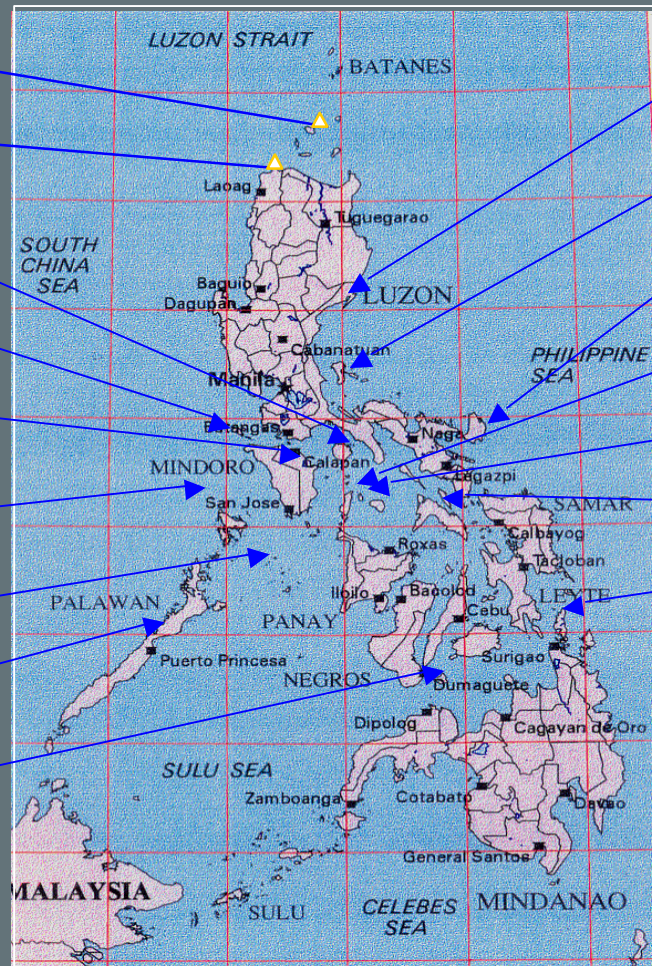 LUZON STRAIT
BATANES
Laoag
Tuguegarao
SOUTH
CHINA
SEA
Baguio
LUZON
Dagupan
Cabanatuan
PHILIPPINE
SEA
Manila
Batangas
Naga
MINDORO
Calapan
Legazpi
San Jose
SAMAR
Calbayog
Roxas
Tacloban
PALAWAN
Iloilo
Bacolod
LEYTE
Cebu
PANAY
Surigao
Puerto Princesa
NEGROS
Dumaguete
Dipolog
Cagayan de Oro
SULU SEA
Zamboanga
Cotabato
Davao
General Santos
MALAYSIA
SULU
CELEBES
SEA
MINDANAO